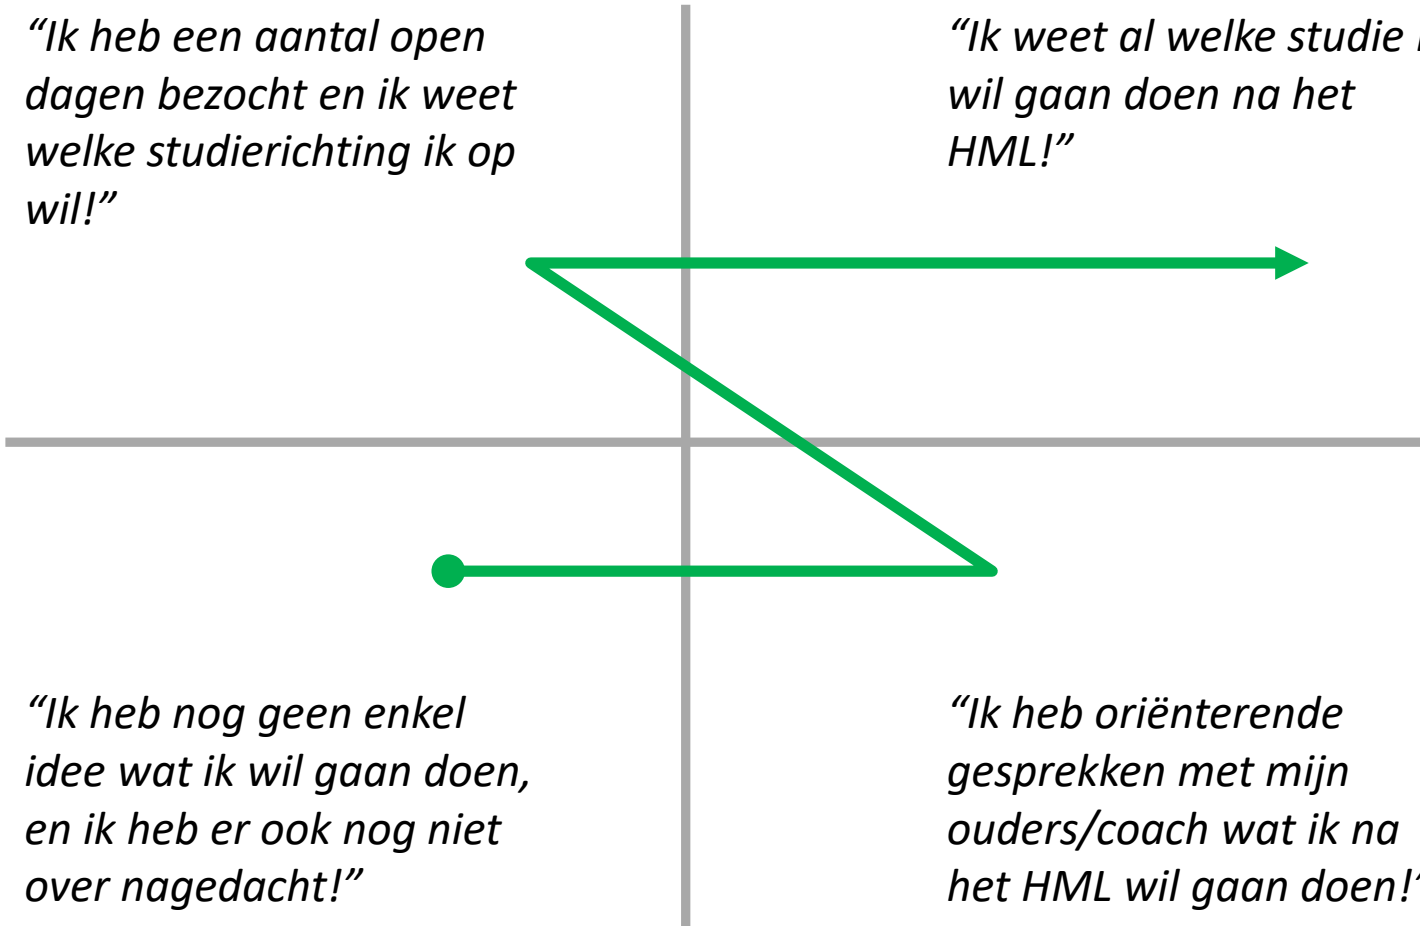 “Ik heb een aantal open
dagen bezocht en ik weet
welke studierichting ik op
wil!”
“Ik weet al welke studie
wil gaan doen na het
HML!”
“Ik heb nog geen enkel
idee wat ik wil gaan doen,
en ik heb er ook nog niet
over nagedacht!”
“Ik heb oriënterende
gesprekken met mijn
ouders/coach wat ik na
het HML wil gaan doen!”